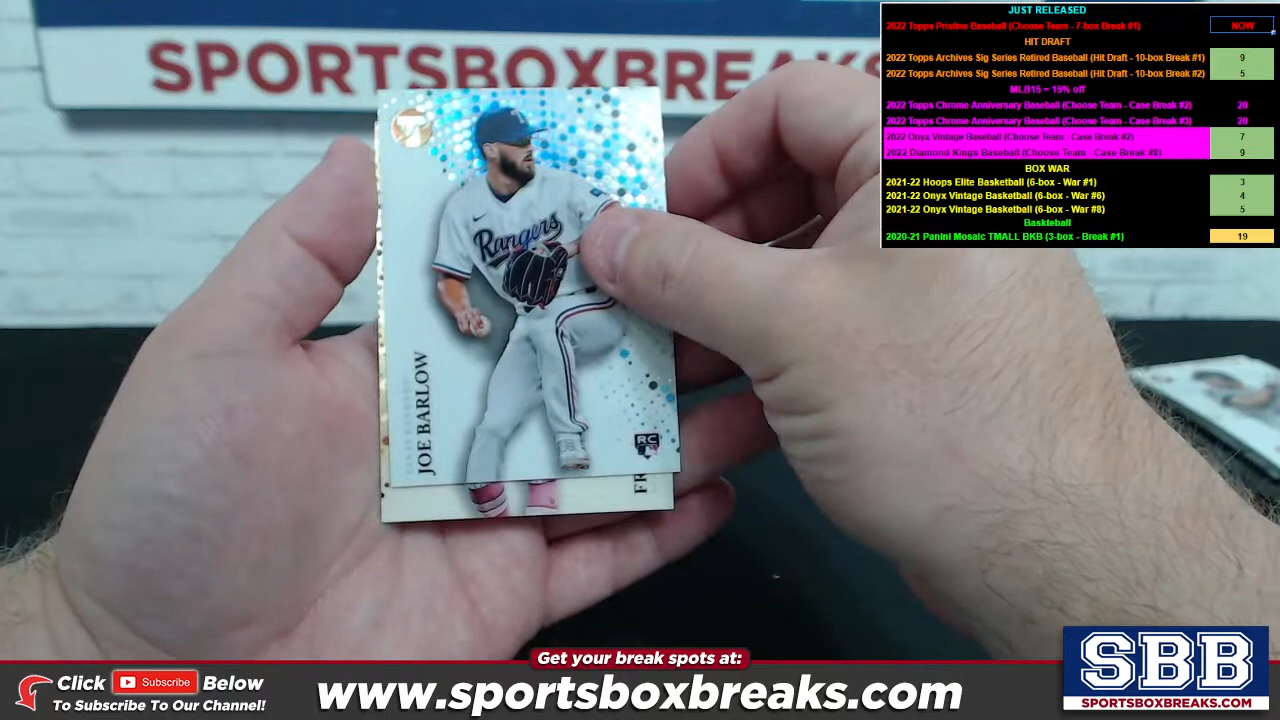 JUST RELEASED
2022 Topps Pristine Baseball (Choose Team - 7-box Break #1) NOW
HIT DRAFT
2022 Topps Archives Sig Series Retired Baseball (Hit Draft - 10-box Break #1) 9
2022 Topps Archives Sig Series Retired Baseball (Hit Draft - 10-box Break #2) 5
MLB15 = 15% off
2022 Topps Chrome Anniversary Baseball (Choose Team - Case Break #2) 20
2022 Topps Chrome Anniversary Baseball (Choose Team - Case Break #3) 20
2022 Onyx Vintage Baseball (Choose Team - Case Break #2) 7
2022 Diamond Kings Baseball (Choose Team - Case Break #8) 9
BOX WAR
2021-22 Hoops Elite Basketball (6-box - War #1) 3
2021-22 Onyx Vintage Basketball (6-box - War #6) 4
2021-22 Onyx Vintage Basketball (6-box - War #8) 5
Baskteball
2020-21 Panini Mosaic TMALL BKB (3-box - Break #1) 19
SPORTSBOXBREAKS
Rangers
JOE BARLOW
RC
FR
Get your break spots at:
Click Subscribe Below
To Subscribe To Our Channel!
www.sportsboxbreaks.com
SBB
SPORTSBOXBREAKS.COM